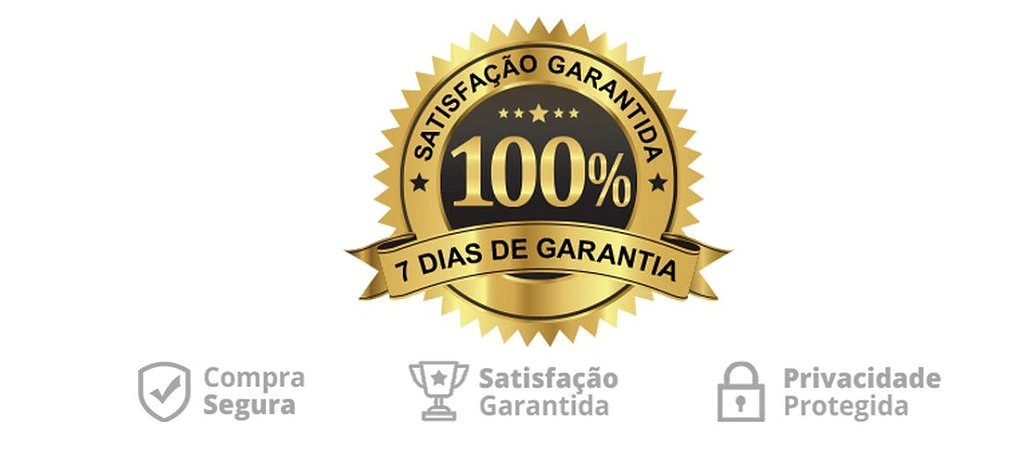 SATISFAÇÃO GARANTIDA
100%
7 DIAS DE GARANTIA
Compra
Segura
Satisfação
Garantida
Privacidade
Protegida